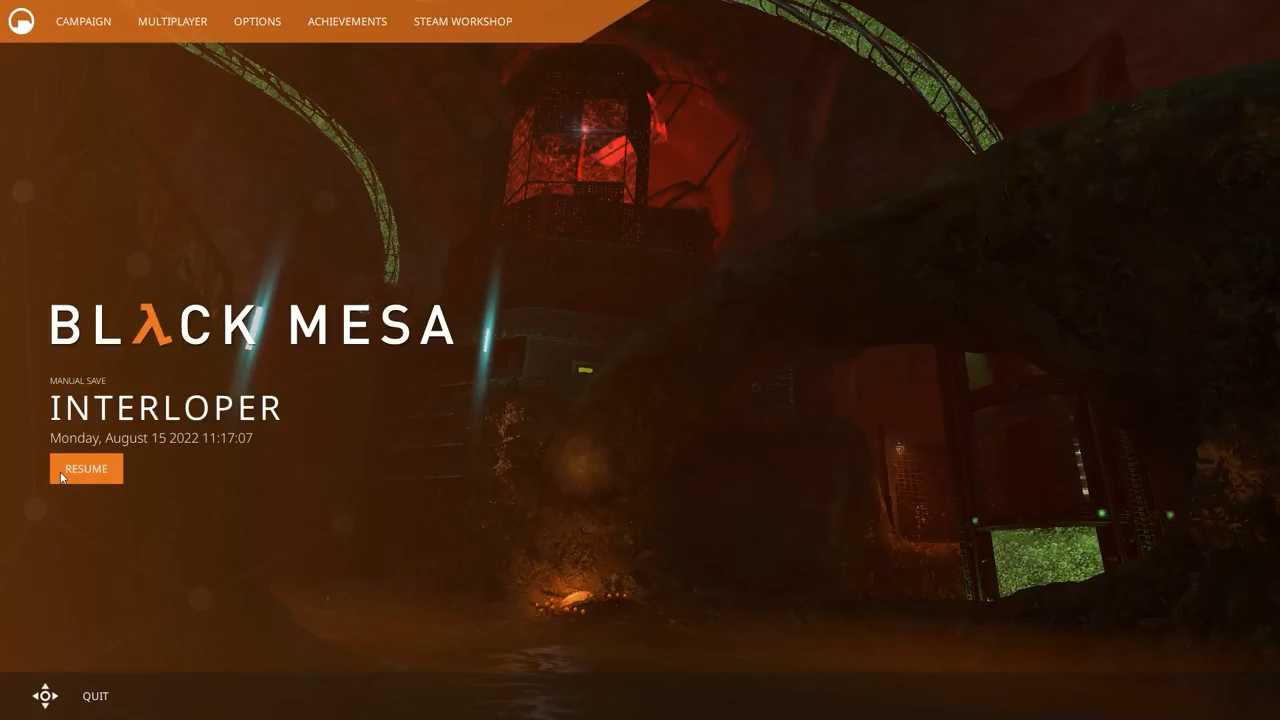 CAMPAIGN MULTIPLAYER OPTIONS ACHIEVEMENTS STEAM WORKSHOP
BLλCK MESA
MANUAL SAVE
INTERLOPER
Monday, August 15 2022 11:17:07
RESUME
QUIT